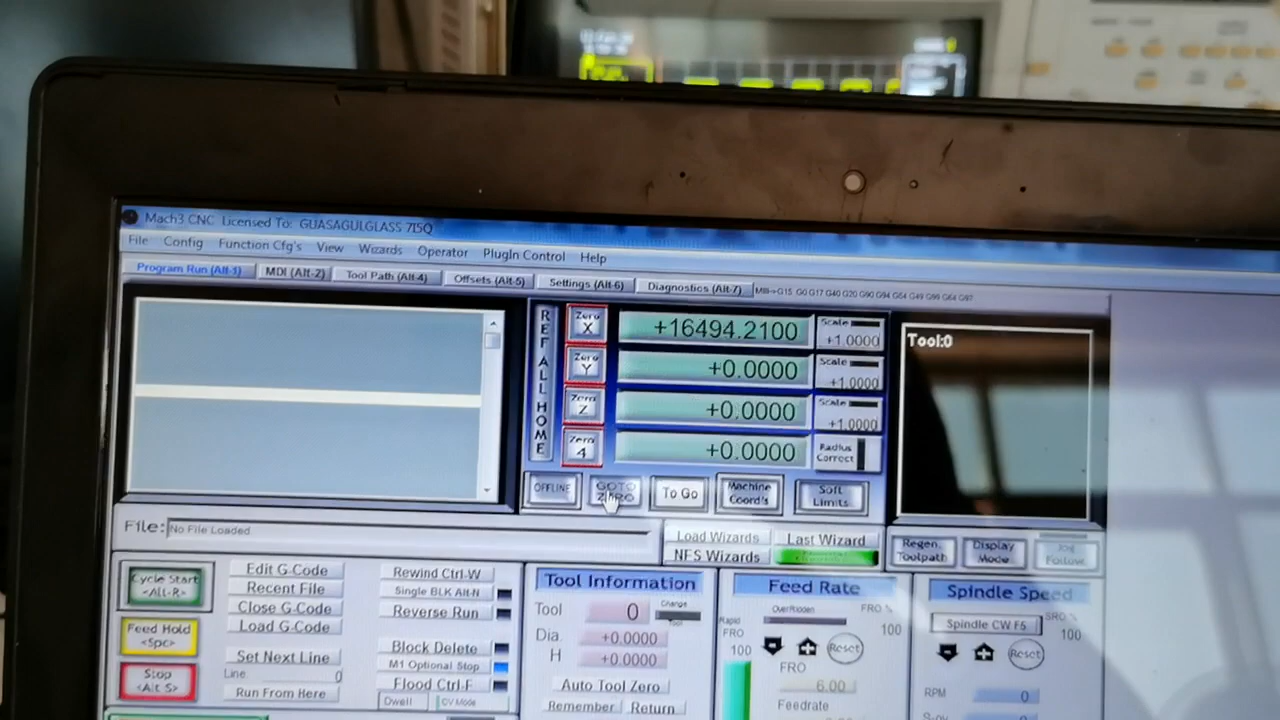 Mach3 CNC Licensed To: GUASAGULGLASS 7I5Q
File Config Function Cfg's View Wizards Operator PlugIn Control Help
Program Run (Alt-1) MDI (Alt-2) Tool Path (Alt-4) Offsets (Alt-5) Settings (Alt-6) Diagnostics (Alt-7)
REF ALL HOME
Zero X +16494.2100 Scale +1.0000
Zero Y +0.0000 Scale +1.0000
Zero Z +0.0000 Scale +1.0000
Zero 4 +0.0000 Radius Correct
Tool:0
OFFLINE GOTO ZERO To Go Machine Coord's Soft Limits
File: No File Loaded
Load Wizards Last Wizard
NFS Wizards
Regen. Toolpath Display Mode Jog Follow
Cycle Start <Alt-R>
Feed Hold <Spc>
Stop <Alt S>
Edit G-Code
Recent File
Close G-Code
Load G-Code
Set Next Line
Line: 0
Run From Here
Rewind Ctrl-W
Single BLK Alt-N
Reverse Run
Block Delete
M1 Optional Stop
Flood Ctrl-F
Dwell CV Mode
Tool Information
Tool 0 Change Tool
Dia. +0.0000
H +0.0000
Auto Tool Zero
Remember Return
Feed Rate
OverRidden FRO %
Rapid FRO 100 100
Reset
FRO
6.00
Feedrate
Spindle Speed
Spindle CW F5 SRO % 100
Reset
RPM 0